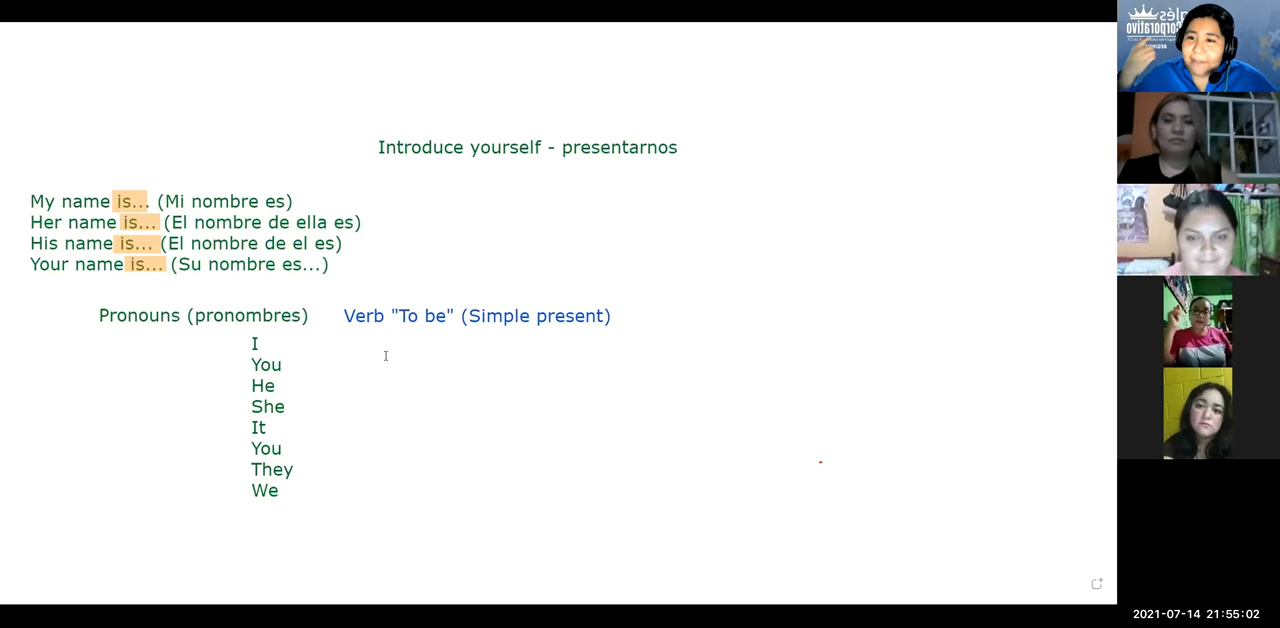 Introduce yourself - presentarnos
My name is... (Mi nombre es)
Her name is... (El nombre de ella es)
His name is... (El nombre de el es)
Your name is... (Su nombre es...)
Pronouns (pronombres) Verb "To be" (Simple present)
I
You
He
She
It
You
They
We
2021-07-14 21:55:02